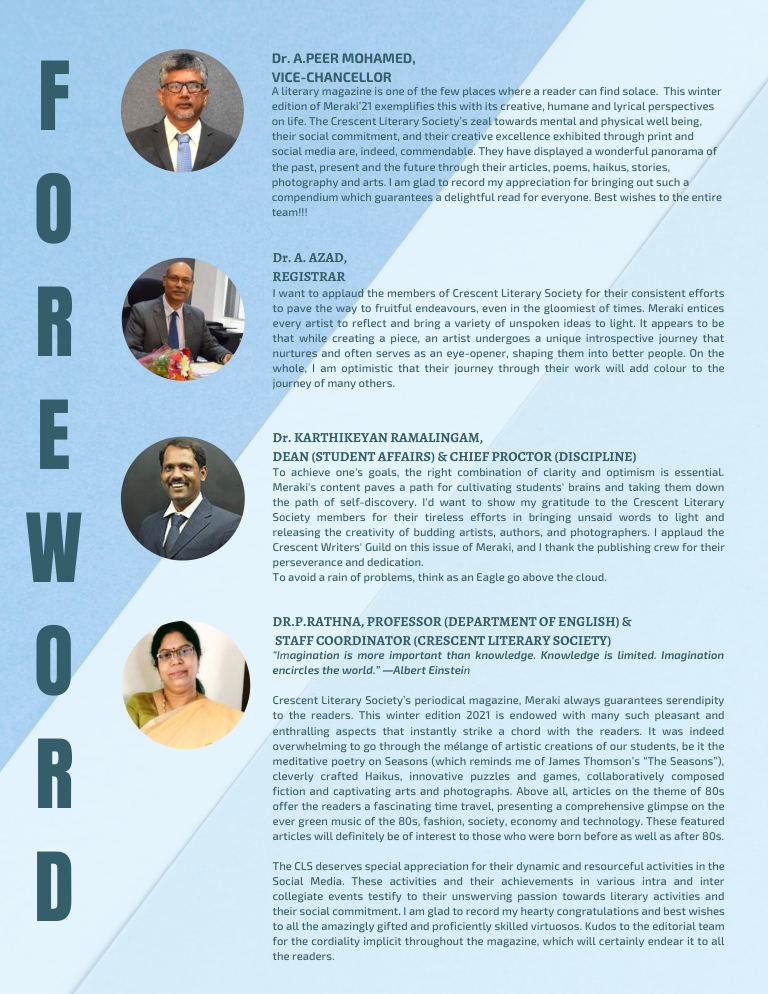 FOREWORD
Dr. A.PEER MOHAMED,
VICE-CHANCELLOR
A literary magazine is one of the few places where a reader can find solace. This winter
edition of Meraki'21 exemplifies this with its creative, humane and lyrical perspectives
on life. The Crescent Literary Society's zeal towards mental and physical well being,
their social commitment, and their creative excellence exhibited through print and
social media are, indeed, commendable. They have displayed a wonderful panorama of
the past, present and the future through their articles, poems, haikus, stories,
photography and arts. I am glad to record my appreciation for bringing out such a
compendium which guarantees a delightful read for everyone. Best wishes to the entire
team!!!
Dr. A. AZAD,
REGISTRAR
I want to applaud the members of Crescent Literary Society for their consistent efforts
to pave the way to fruitful endeavours, even in the gloomiest of times. Meraki entices
every artist to reflect and bring a variety of unspoken ideas to light. It appears to be
that while creating a piece, an artist undergoes a unique introspective journey that
nurtures and often serves as an eye-opener, shaping them into better people. On the
whole, I am optimistic that their journey through their work will add colour to the
journey of many others.
Dr. KARTHIKEYAN RAMALINGAM,
DEAN (STUDENT AFFAIRS) & CHIEF PROCTOR (DISCIPLINE)
To achieve one's goals, the right combination of clarity and optimism is essential.
Meraki's content paves a path for cultivating students' brains and taking them down
the path of self-discovery. I'd want to show my gratitude to the Crescent Literary
Society members for their tireless efforts in bringing unsaid words to light and
releasing the creativity of budding artists, authors, and photographers. I applaud the
Crescent Writers' Guild on this issue of Meraki, and I thank the publishing crew for their
perseverance and dedication.
To avoid a rain of problems, think as an Eagle go above the cloud.
DR.P.RATHNA, PROFESSOR (DEPARTMENT OF ENGLISH) &
STAFF COORDINATOR (CRESCENT LITERARY SOCIETY)
"Imagination is more important than knowledge. Knowledge is limited. Imagination
encircles the world." —Albert Einstein
Crescent Literary Society's periodical magazine, Meraki always guarantees serendipity
to the readers. This winter edition 2021 is endowed with many such pleasant and
enthralling aspects that instantly strike a chord with the readers. It was indeed
overwhelming to go through the mélange of artistic creations of our students, be it the
meditative poetry on Seasons (which reminds me of James Thomson's "The Seasons"),
cleverly crafted Haikus, innovative puzzles and games, collaboratively composed
fiction and captivating arts and photographs. Above all, articles on the theme of 80s
offer the readers a fascinating time travel, presenting a comprehensive glimpse on the
ever green music of the 80s, fashion, society, economy and technology. These featured
articles will definitely be of interest to those who were born before as well as after 80s.
The CLS deserves special appreciation for their dynamic and resourceful activities in the
Social Media. These activities and their achievements in various intra and inter
collegiate events testify to their unswerving passion towards literary activities and
their social commitment. I am glad to record my hearty congratulations and best wishes
to all the amazingly gifted and proficiently skilled virtuosos. Kudos to the editorial team
for the cordiality implicit throughout the magazine, which will certainly endear it to all
the readers.